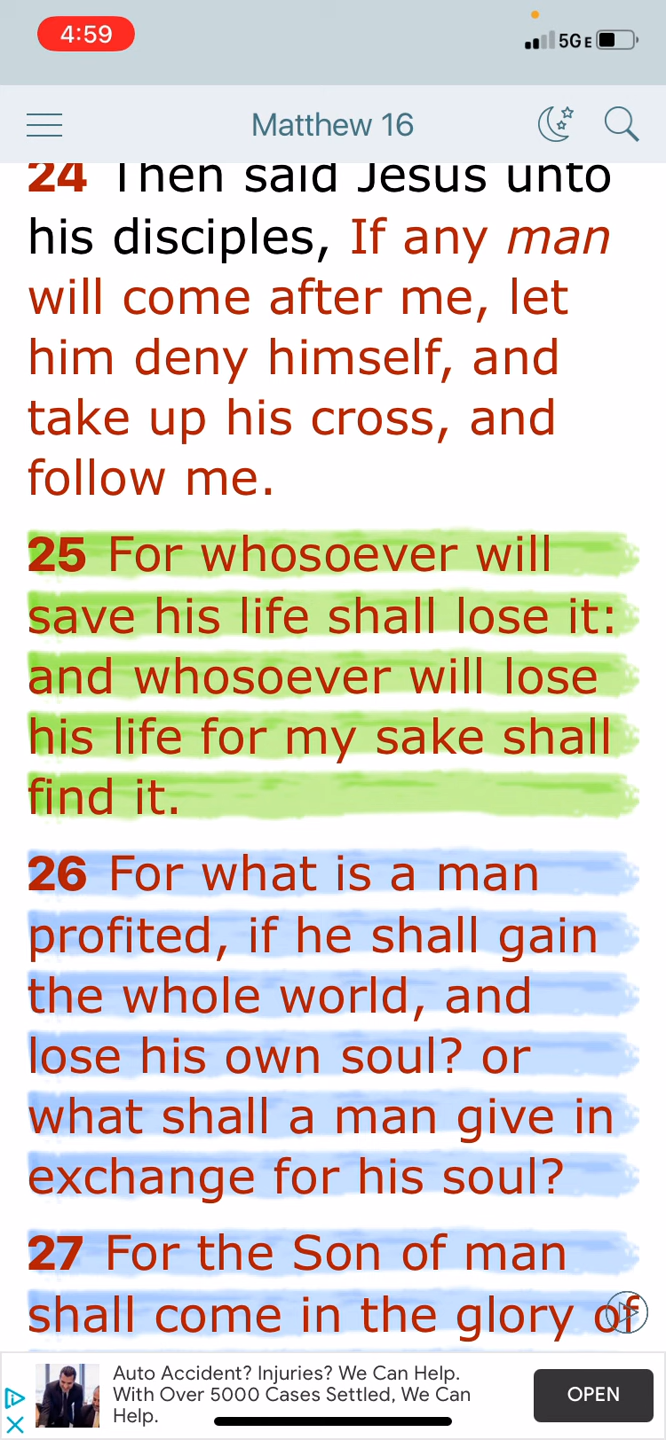 4:59
5GE
Matthew 16
24 Then said Jesus unto
his disciples, If any man
will come after me, let
him deny himself, and
take up his cross, and
follow me.
25 For whosoever will
save his life shall lose it:
and whosoever will lose
his life for my sake shall
find it.
26 For what is a man
profited, if he shall gain
the whole world, and
lose his own soul? or
what shall a man give in
exchange for his soul?
27 For the Son of man
shall come in the glory of
Auto Accident? Injuries? We Can Help.
With Over 5000 Cases Settled, We Can
Help.
OPEN